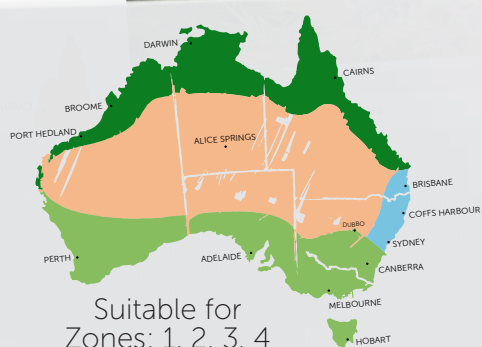 DARWIN
CAIRNS
BROOME
PORT HEDLAND
ALICE SPRINGS
BRISBANE
COFFS HARBOUR
DUBBO
SYDNEY
PERTH
ADELAIDE
CANBERRA
MELBOURNE
HOBART
Suitable for
Zones: 1, 2, 3, 4